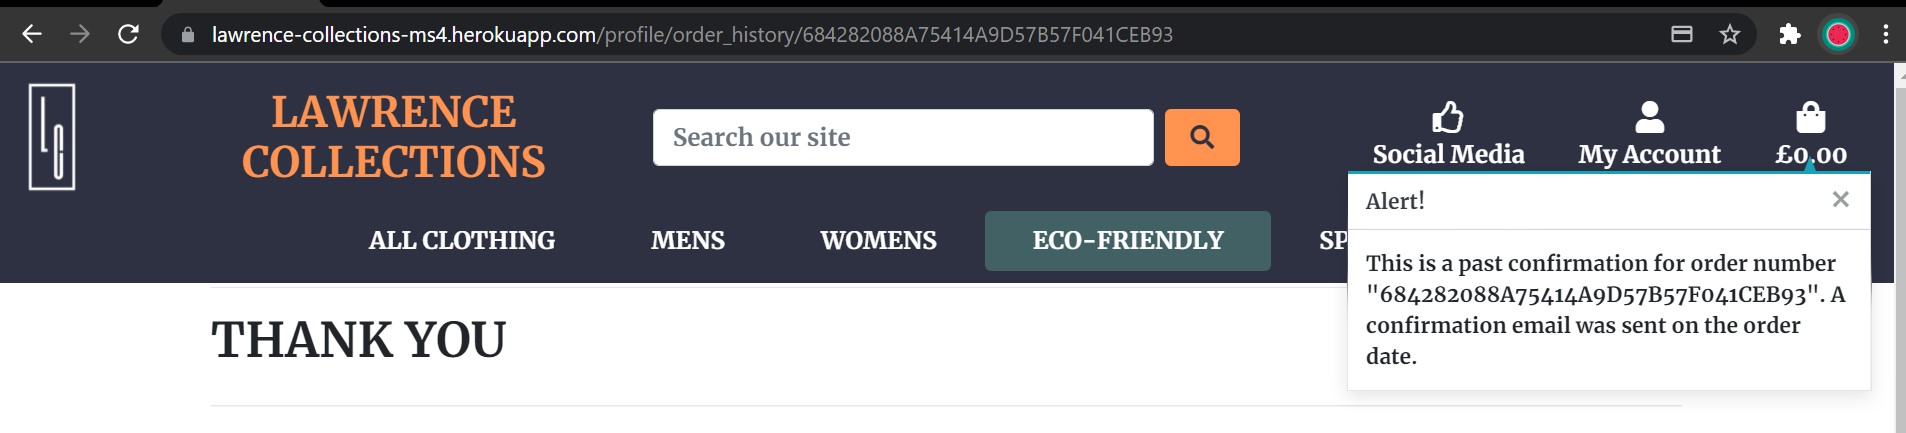 lawrence-collections-ms4.herokuapp.com/profile/order_history/684282088A75414A9D57B57F041CEB93
LAWRENCE
COLLECTIONS
Search our site
Social Media
My Account
£0.00
ALL CLOTHING
MENS
WOMENS
ECO-FRIENDLY
SP
Alert!
×
This is a past confirmation for order number
"684282088A75414A9D57B57F041CEB93". A
confirmation email was sent on the order
date.
THANK YOU